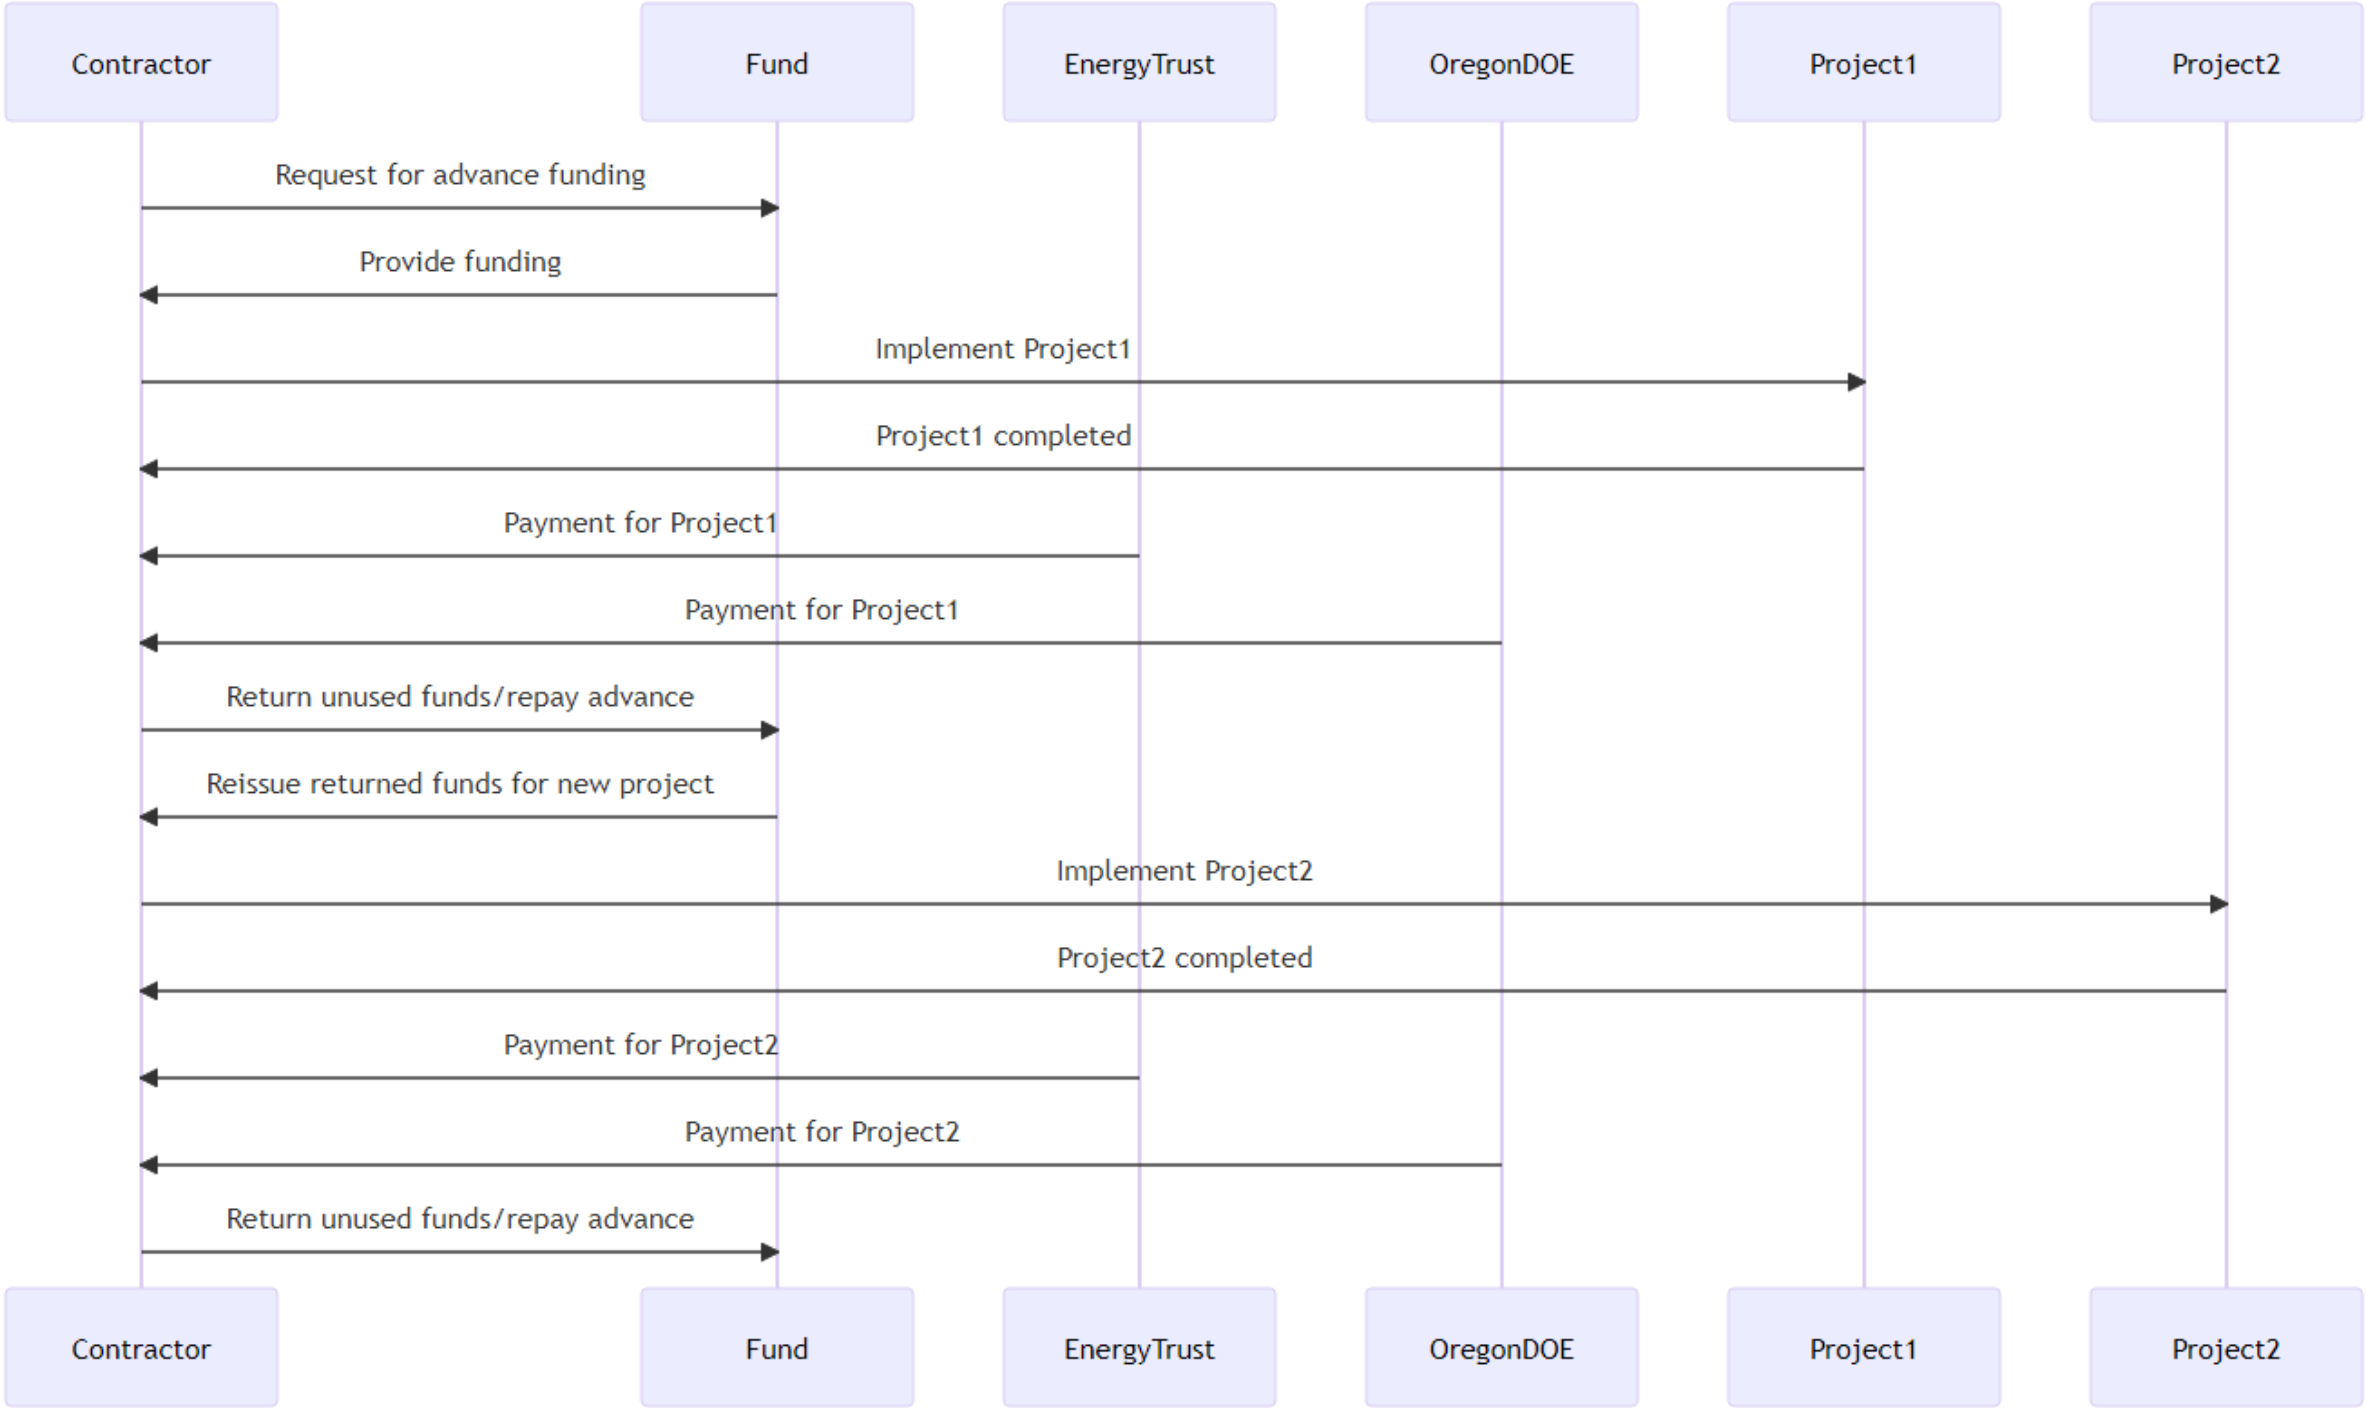 Contractor
Fund
EnergyTrust
OregonDOE
Project1
Project2
Request for advance funding
Provide funding
Implement Project1
Project1 completed
Payment for Project1
Payment for Project1
Return unused funds/repay advance
Reissue returned funds for new project
Implement Project2
Project2 completed
Payment for Project2
Payment for Project2
Return unused funds/repay advance
Contractor
Fund
EnergyTrust
OregonDOE
Project1
Project2